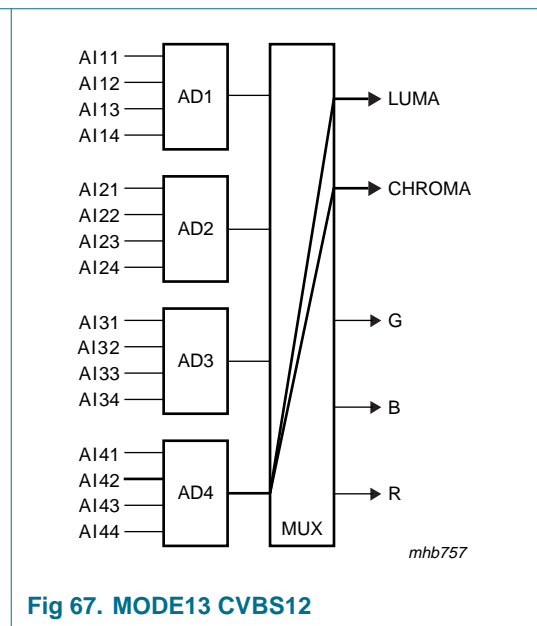 AI11
AI12
AI13
AI14
AD1
AI21
AI22
AI23
AI24
AD2
AI31
AI32
AI33
AI34
AD3
AI41
AI42
AI43
AI44
AD4
MUX
LUMA
CHROMA
G
B
R
mhb757
Fig 67. MODE13 CVBS12